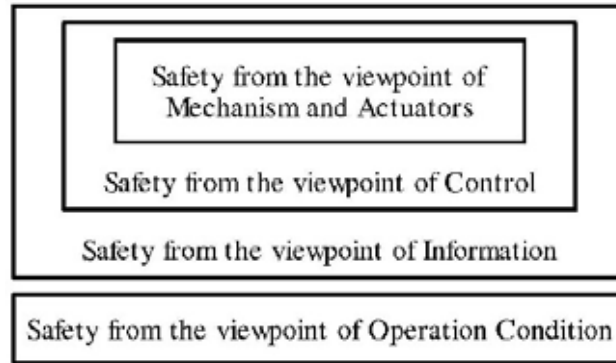 Safety from the viewpoint of
Mechanism and Actuators
Safety from the viewpoint of Control
Safety from the viewpoint of Information
Safety from the viewpoint of Operation Condition